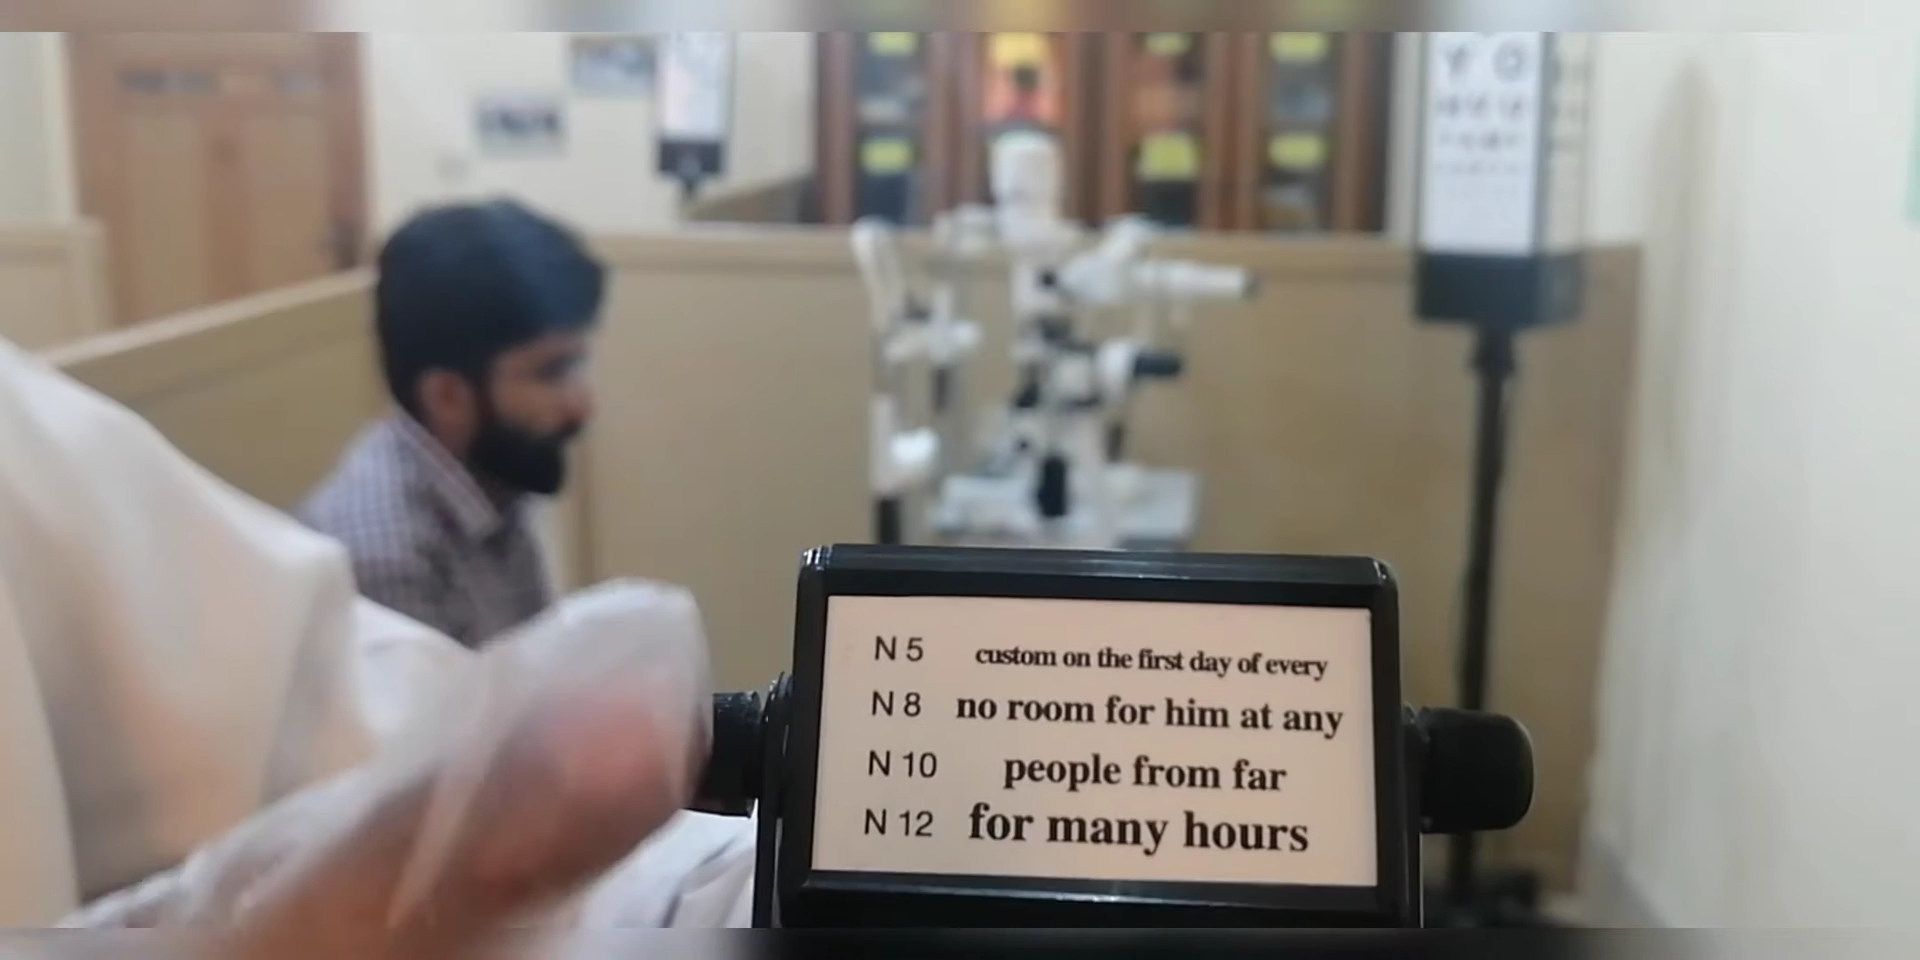 N 5 custom on the first day of every
N 8 no room for him at any
N 10 people from far
N 12 for many hours